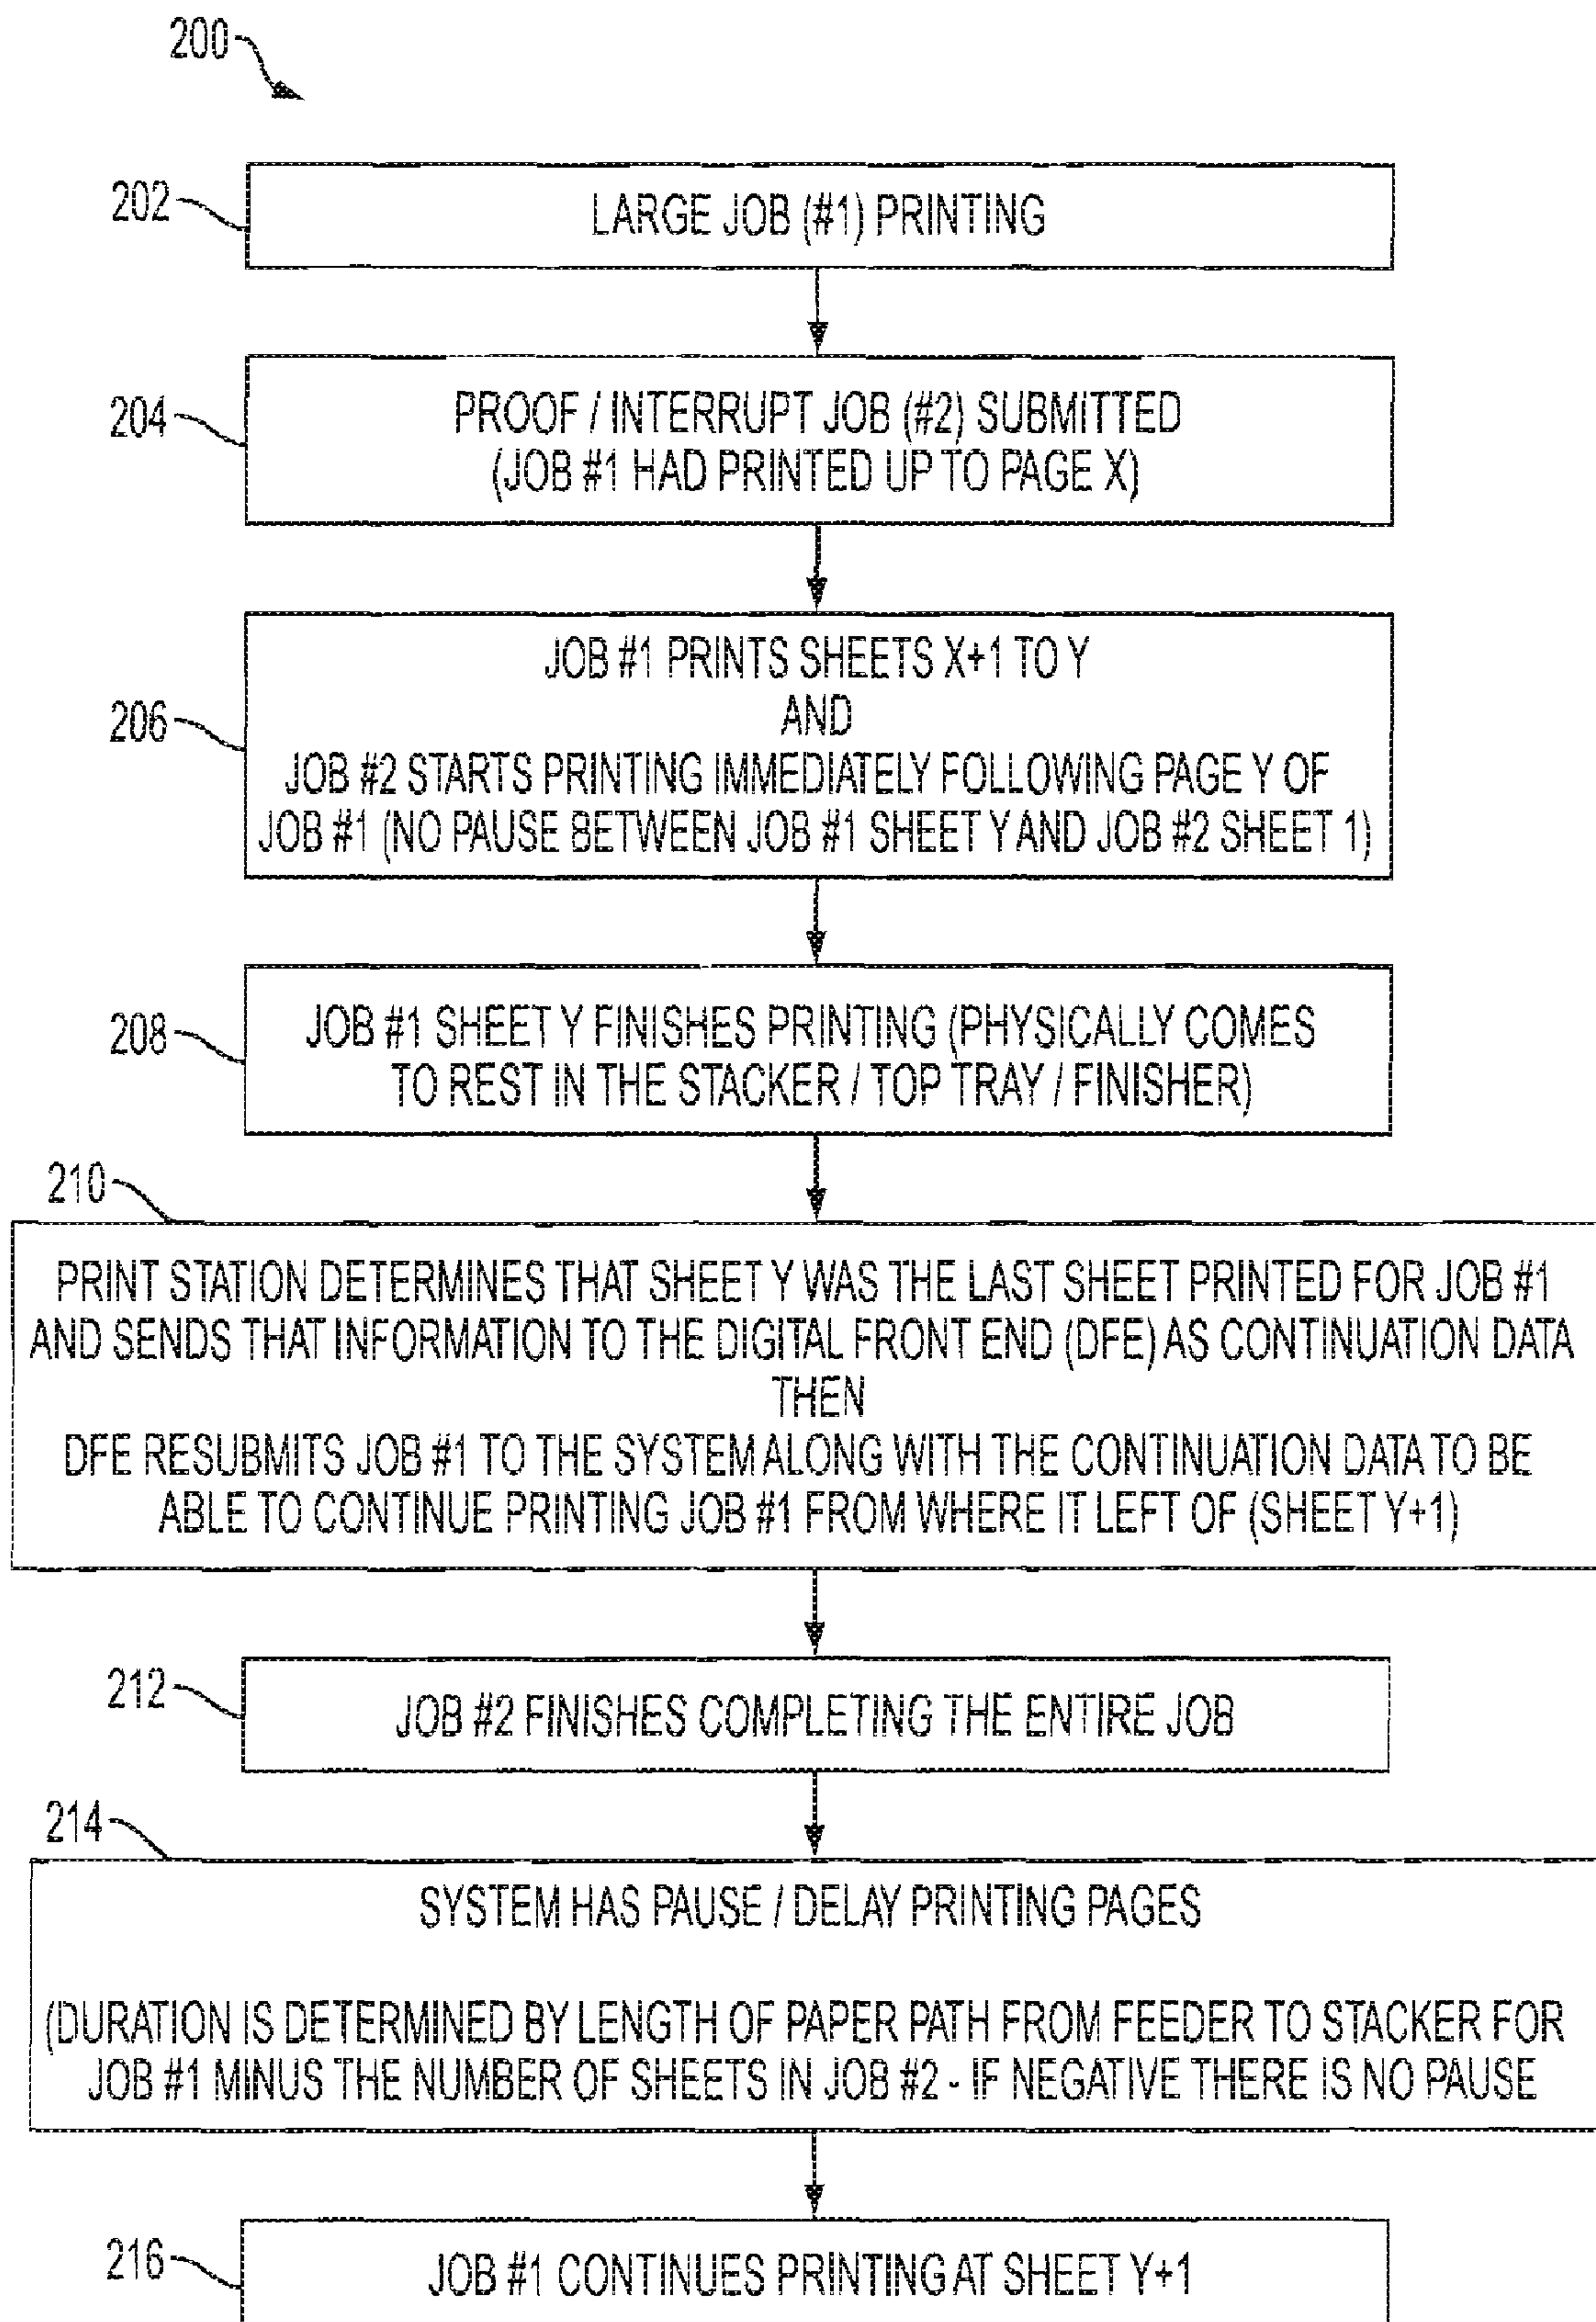 200
202
LARGE JOB (#1) PRINTING
204
PROOF / INTERRUPT JOB (#2) SUBMITTED
(JOB #1 HAD PRINTED UP TO PAGE X)
206
JOB #1 PRINTS SHEETS X+1 TO Y
AND
JOB #2 STARTS PRINTING IMMEDIATELY FOLLOWING PAGE Y OF
JOB #1 (NO PAUSE BETWEEN JOB #1 SHEET Y AND JOB #2 SHEET 1)
208
JOB #1 SHEET Y FINISHES PRINTING (PHYSICALLY COMES
TO REST IN THE STACKER / TOP TRAY / FINISHER)
210
PRINT STATION DETERMINES THAT SHEET Y WAS THE LAST SHEET PRINTED FOR JOB #1
AND SENDS THAT INFORMATION TO THE DIGITAL FRONT END (DFE) AS CONTINUATION DATA
THEN
DFE RESUBMITS JOB #1 TO THE SYSTEM ALONG WITH THE CONTINUATION DATA TO BE
ABLE TO CONTINUE PRINTING JOB #1 FROM WHERE IT LEFT OF (SHEET Y+1)
212
JOB #2 FINISHES COMPLETING THE ENTIRE JOB
214
SYSTEM HAS PAUSE / DELAY PRINTING PAGES
(DURATION IS DETERMINED BY LENGTH OF PAPER PATH FROM FEEDER TO STACKER FOR
JOB #1 MINUS THE NUMBER OF SHEETS IN JOB #2 - IF NEGATIVE THERE IS NO PAUSE
216
JOB #1 CONTINUES PRINTING AT SHEET Y+1